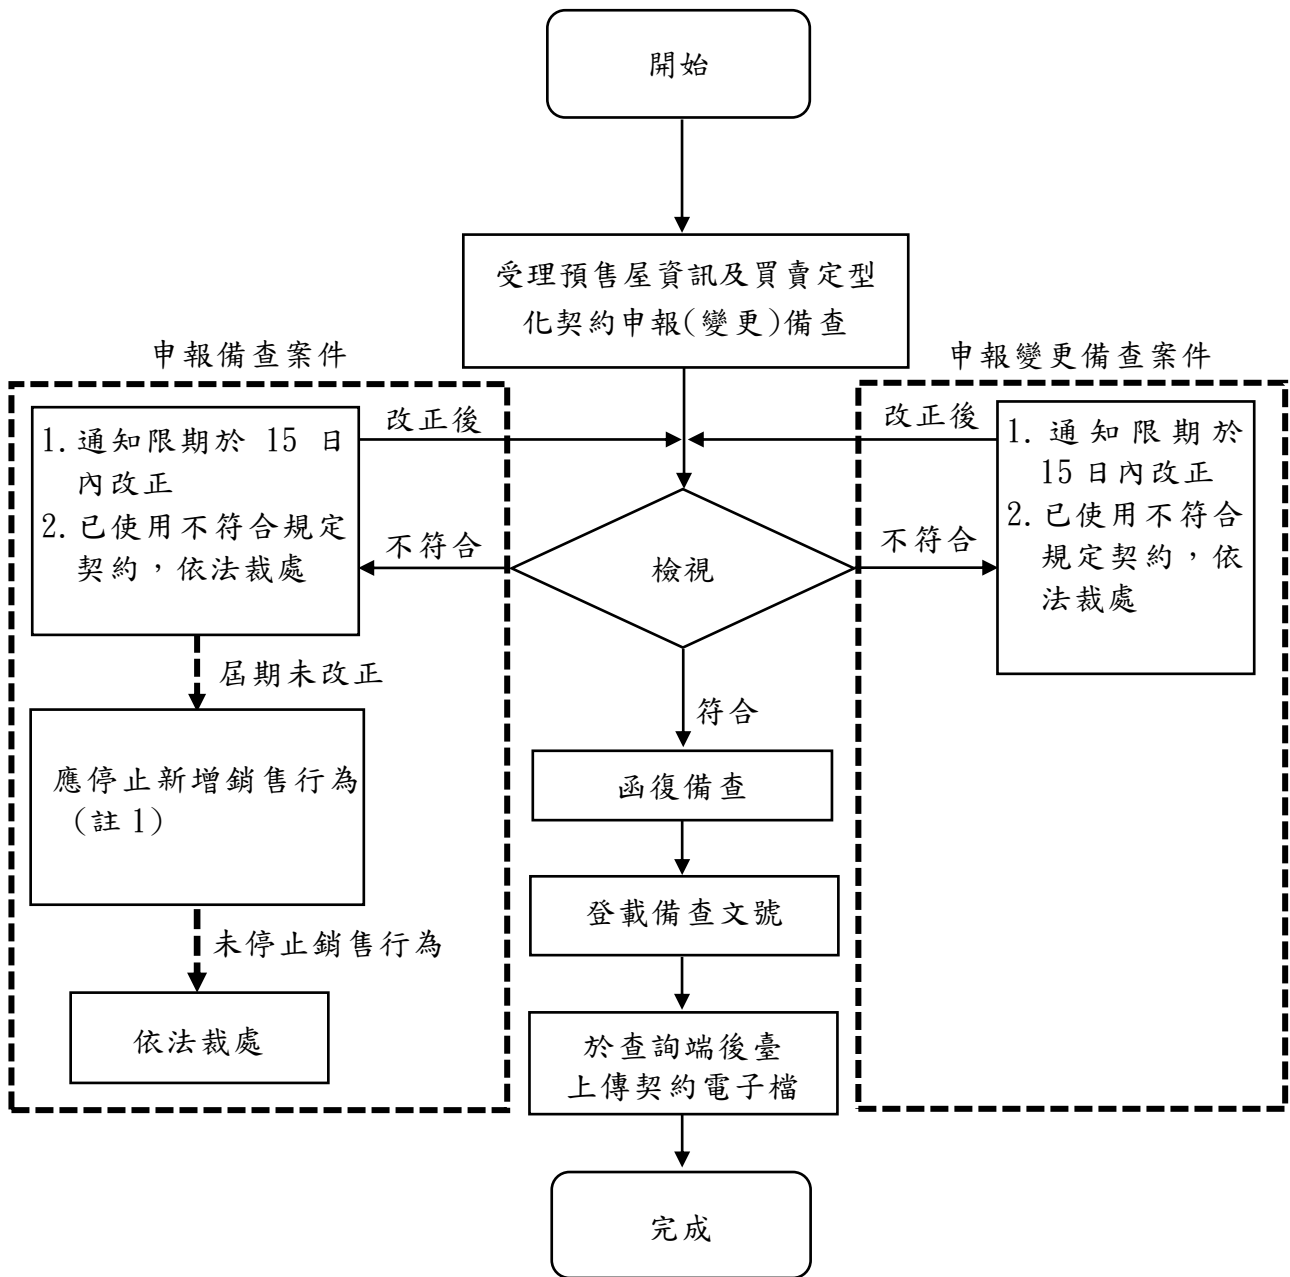 開始
受理預售屋資訊及買賣定型
化契約申報(變更)備查
申報備查案件
申報變更備查案件
1. 通知限期於 15 日
內改正
2. 已使用不符合規定
契約，依法裁處
改正後
改正後
1. 通知限期於
15 日內改正
2. 已使用不符合
規定契約，依
法裁處
不符合
檢視
不符合
屆期未改正
符合
應停止新增銷售行為
(註 1)
函復備查
登載備查文號
未停止銷售行為
依法裁處
於查詢端後臺
上傳契約電子檔
完成